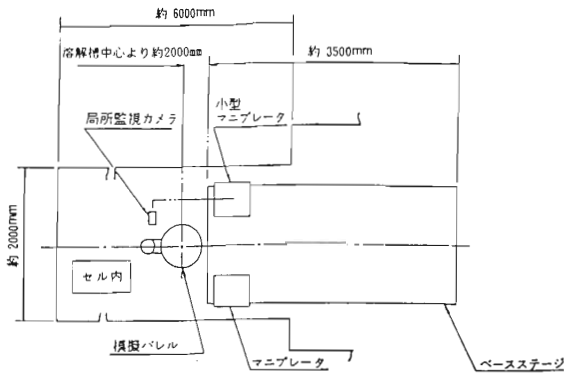 約 6000mm
溶解槽中心より約2000mm
約 3500mm
小型
マニプレータ
局所監視カメラ
約 2000mm
セル内
模擬バレル
マニプレータ
ベースステージ